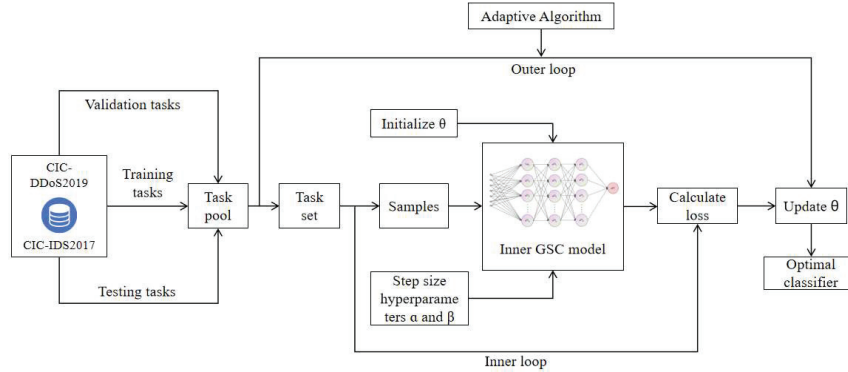 Adaptive Algorithm
Outer loop
Validation tasks
Initialize θ
CIC-
DDoS2019
CIC-IDS2017
Training
tasks
Task
pool
Task
set
Samples
Inner GSC model
Calculate
loss
Update θ
Optimal
classifier
Step size
hyperparame
ters α and β
Testing tasks
Inner loop